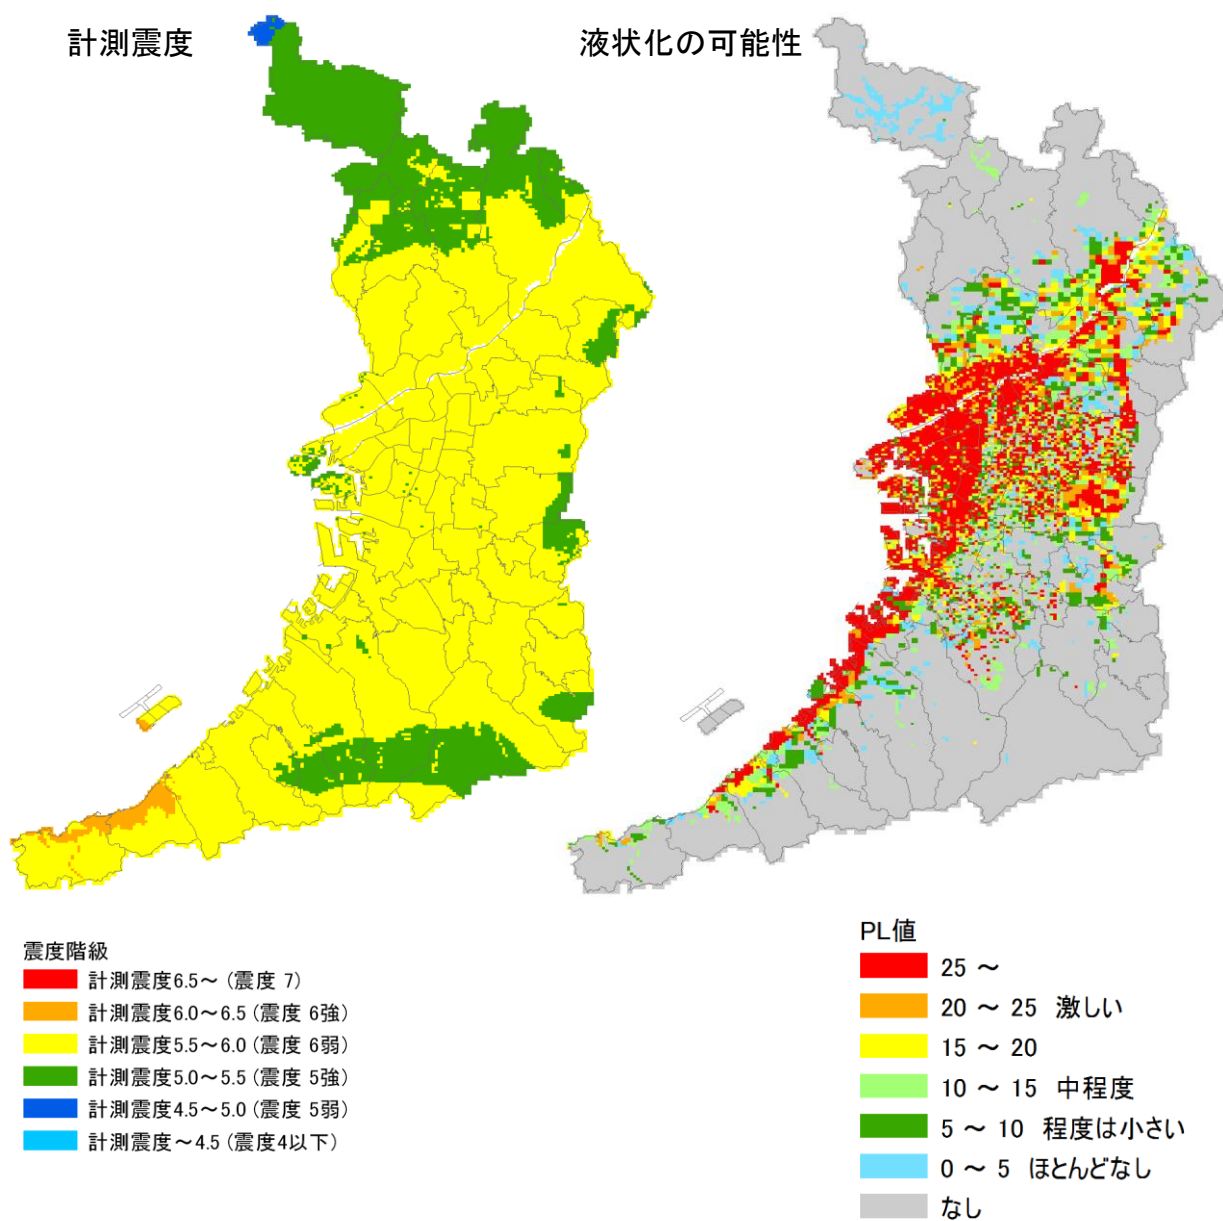 計測震度
液状化の可能性
震度階級
計測震度6.5～ (震度 7)
計測震度6.0～6.5 (震度 6強)
計測震度5.5～6.0 (震度 6弱)
計測震度5.0～5.5 (震度 5強)
計測震度4.5～5.0 (震度 5弱)
計測震度～4.5 (震度4以下)
PL値
25 ～
20 ～ 25 激しい
15 ～ 20
10 ～ 15 中程度
5 ～ 10 程度は小さい
0 ～ 5 ほとんどなし
なし